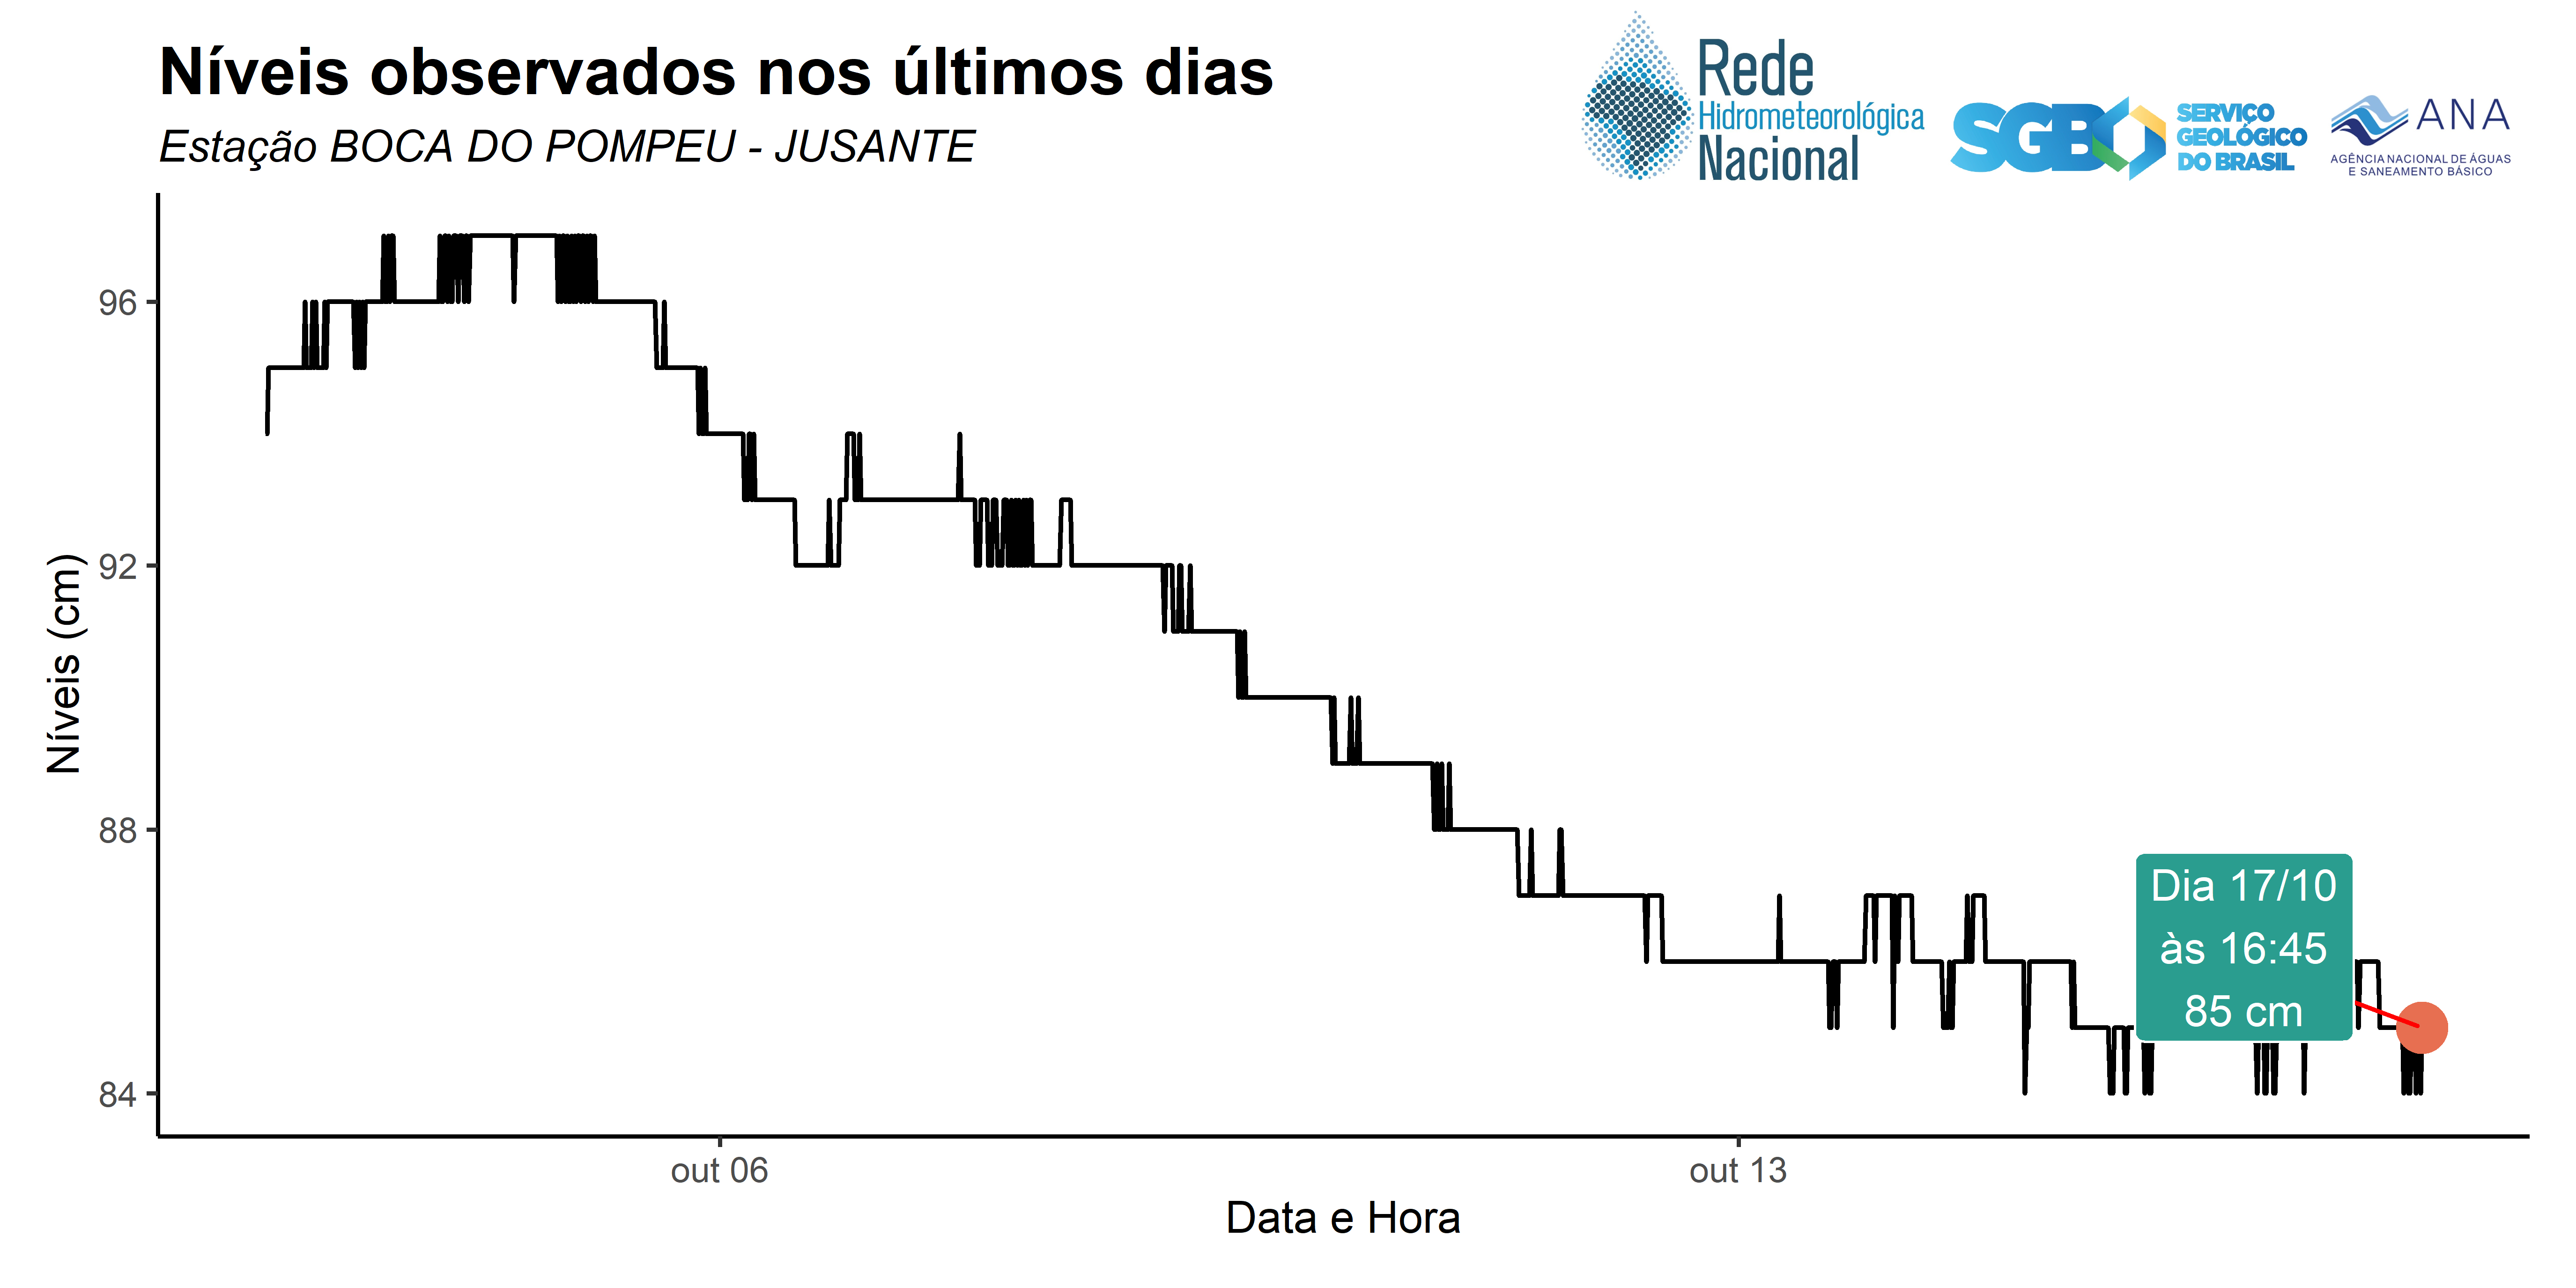 Níveis observados nos últimos dias
Estação BOCA DO POMPEU - JUSANTE
Rede
Hidrometeorológica
Nacional
SGB
SERVIÇO
GEOLÓGICO
DO BRASIL
ANA
AGÊNCIA NACIONAL DE ÁGUAS
E SANEAMENTO BÁSICO
Níveis (cm)
96
92
88
84
Dia 17/10
às 16:45
85 cm
out 06
out 13
Data e Hora